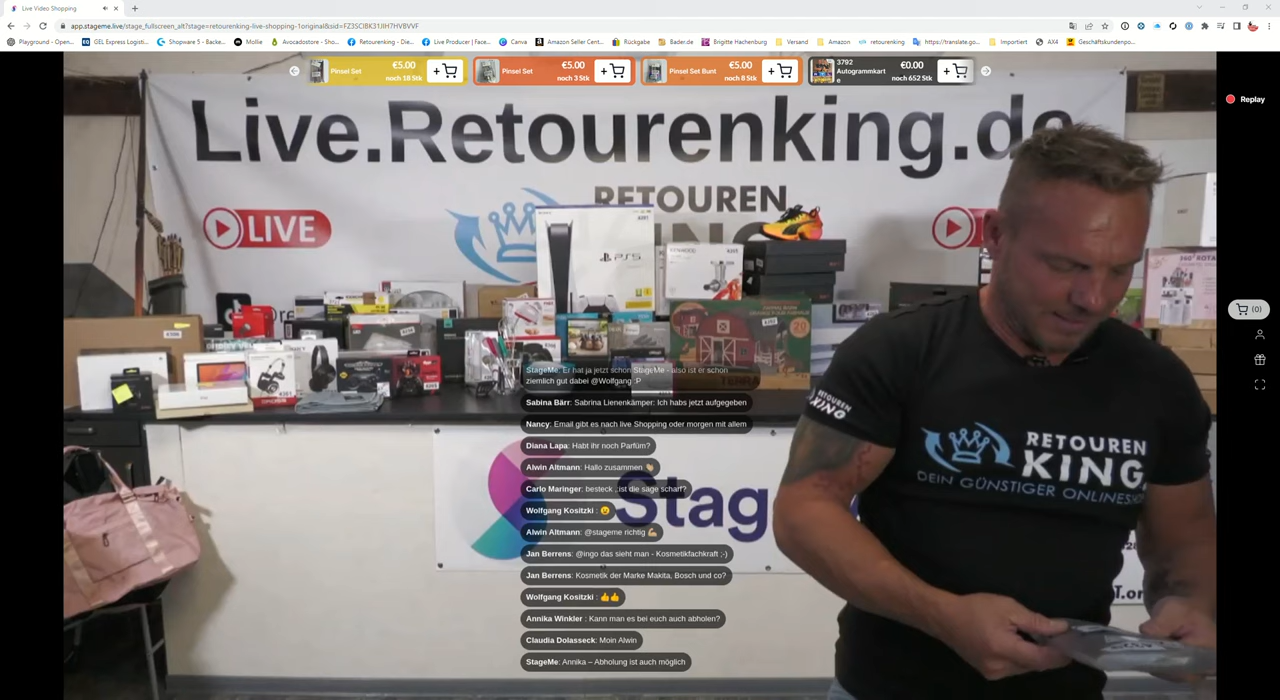 Live Video Shopping
app.stageme.live/stage_fullscreen_alt?stage=retourenking-live-shopping-1original&sid=FZ3SCIBK31JIH7HVBVVF
Playground - Open...
GEL Express Logisti...
Shopware 5 - Backe...
Mollie
Avocadostore - Sho...
Retourenking - Die...
Live Producer | Face...
Canva
Amazon Seller Cent...
Rückgabe
Bader.de
Brigitte Hachenburg
Versand
Amazon
retourenking
https://translate.go...
Importiert
AX4
Geschäftskundenpo...
Pinsel Set
€5.00
noch 18 Stk
Pinsel Set
€5.00
noch 3 Stk
Pinsel Set Bunt
€5.00
noch 8 Stk
3792
Autogrammkart
e
€0.00
noch 652 Stk
Replay
Live.Retourenking.de
LIVE
RETOUREN
KING
PS5
KENWOOD
(0)
StageMe: Er hat ja jetzt schon StageMe - also ist er schon
ziemlich gut dabei @Wolfgang :P
Sabina Bärr: Sabrina Lienenkämper: Ich habs jetzt aufgegeben
Nancy: Email gibt es nach live Shopping oder morgen mit allem
Diana Lapa: Habt ihr noch Parfüm?
Alwin Altmann: Hallo zusammen 👋🏼
Carlo Maringer: besteck ..ist die sage scharf?
Wolfgang Kositzki : 😮
Alwin Altmann: @stageme richtig 💪🏼
Jan Berrens: @ingo das sieht man - Kosmetikfachkraft ;-)
Jan Berrens: Kosmetik der Marke Makita, Bosch und co?
Wolfgang Kositzki : 👍👍
Annika Winkler : Kann man es bei euch auch abholen?
Claudia Dolasseck: Moin Alwin
StageMe: Annika – Abholung ist auch möglich
Stag
RETOUREN
KING
RETOUREN
KING
DEIN GÜNSTIGER ONLINES